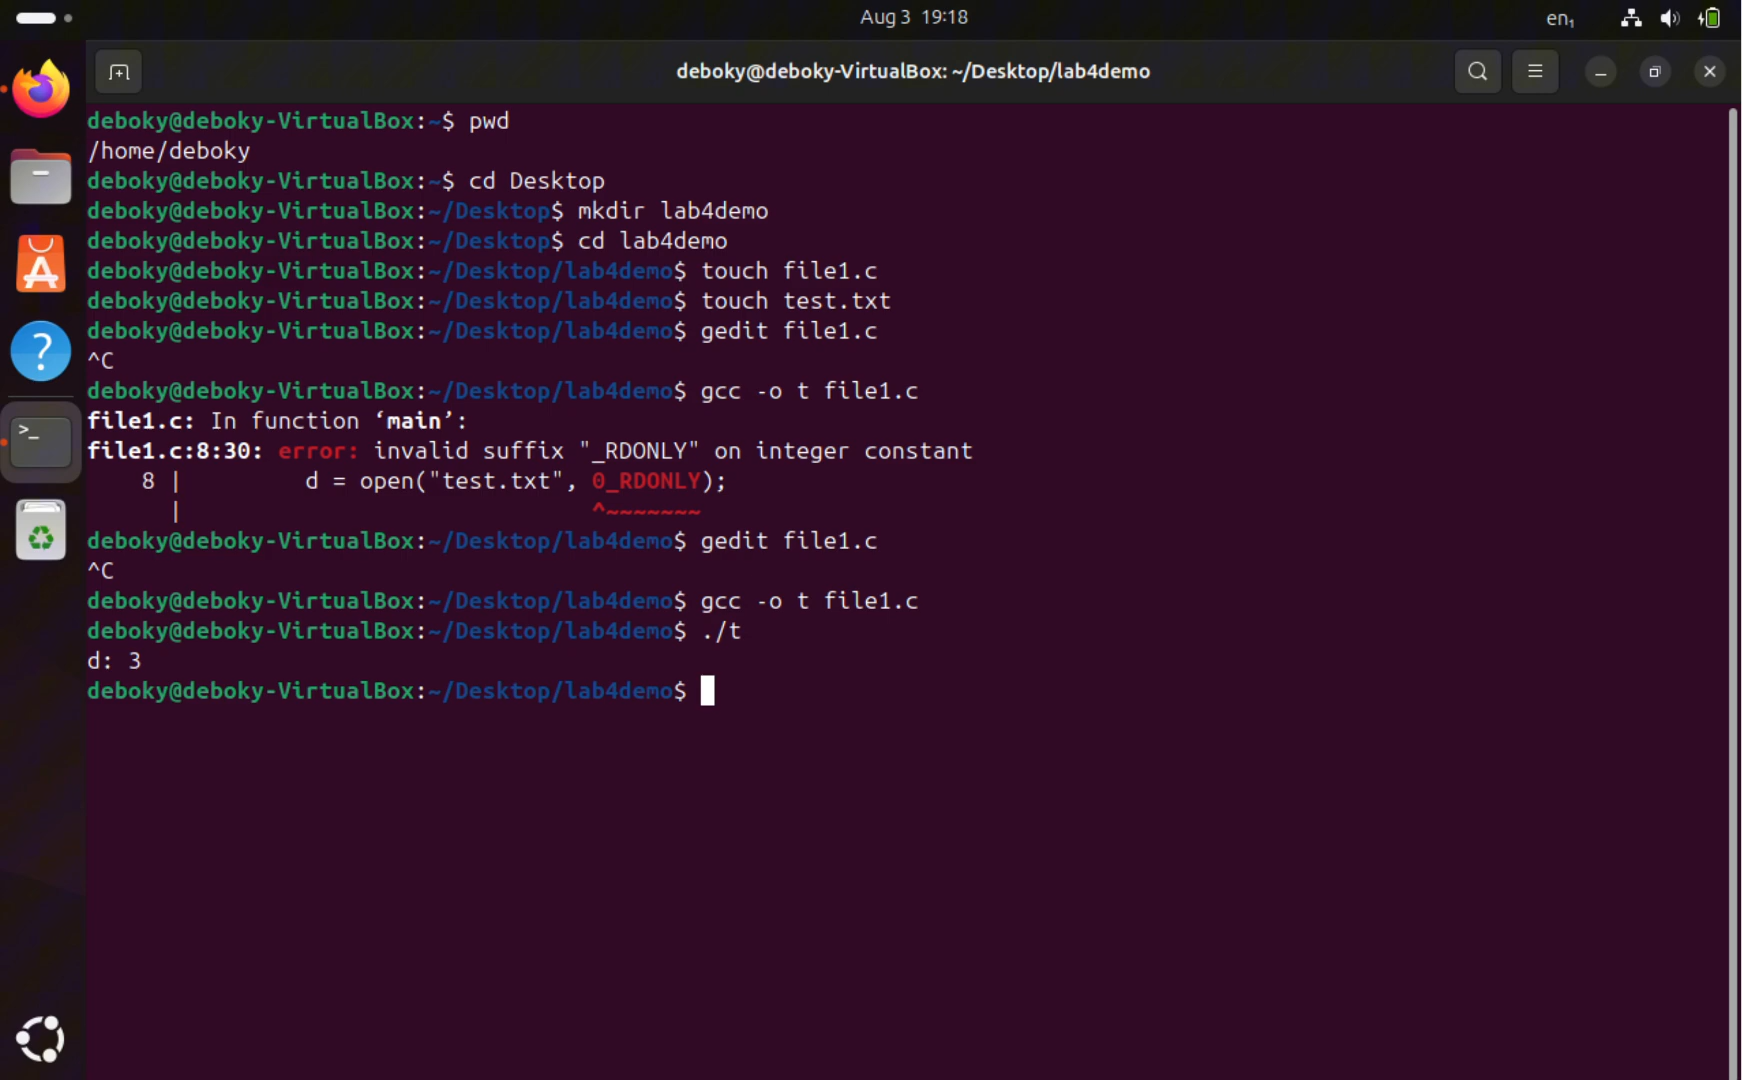 Aug 3 19:18
en₁
deboky@deboky-VirtualBox: ~/Desktop/lab4demo
deboky@deboky-VirtualBox:~$ pwd
/home/deboky
deboky@deboky-VirtualBox:~$ cd Desktop
deboky@deboky-VirtualBox:~/Desktop$ mkdir lab4demo
deboky@deboky-VirtualBox:~/Desktop$ cd lab4demo
deboky@deboky-VirtualBox:~/Desktop/lab4demo$ touch file1.c
deboky@deboky-VirtualBox:~/Desktop/lab4demo$ touch test.txt
deboky@deboky-VirtualBox:~/Desktop/lab4demo$ gedit file1.c
^C
deboky@deboky-VirtualBox:~/Desktop/lab4demo$ gcc -o t file1.c
file1.c: In function ‘main’:
file1.c:8:30: error: invalid suffix "_RDONLY" on integer constant
    8 |         d = open("test.txt", 0_RDONLY);
      |                              ^~~~~~~~
deboky@deboky-VirtualBox:~/Desktop/lab4demo$ gedit file1.c
^C
deboky@deboky-VirtualBox:~/Desktop/lab4demo$ gcc -o t file1.c
deboky@deboky-VirtualBox:~/Desktop/lab4demo$ ./t
d: 3
deboky@deboky-VirtualBox:~/Desktop/lab4demo$